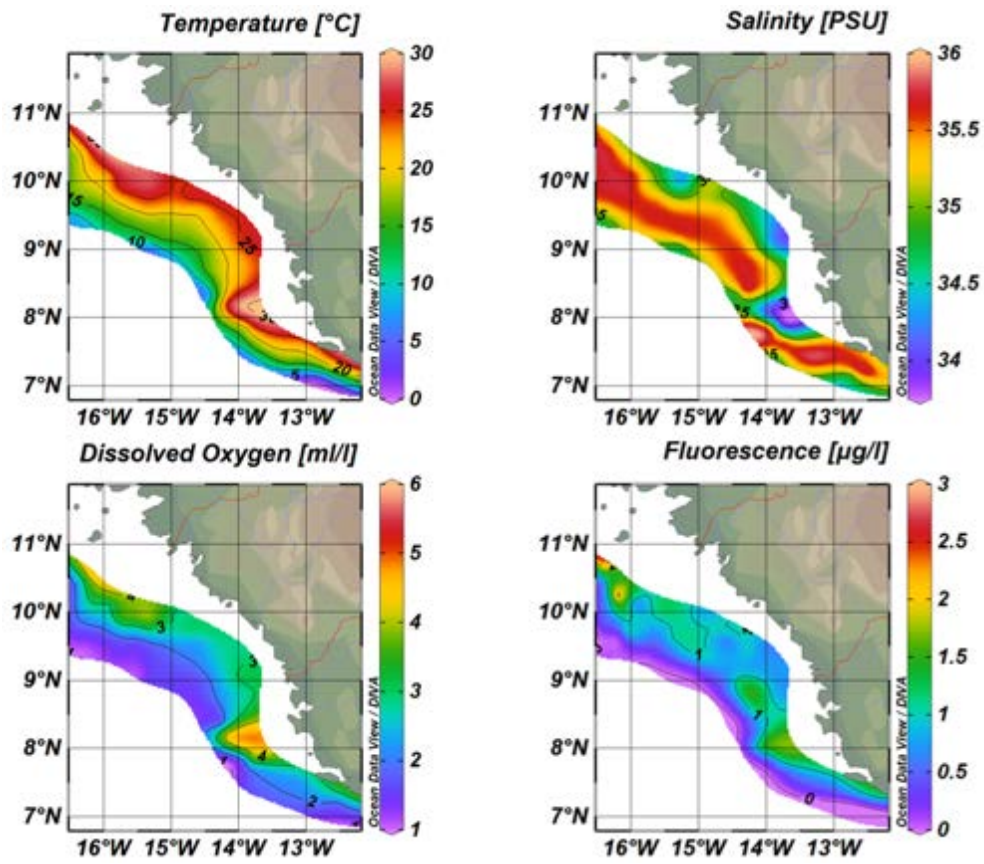 Temperature [°C]
30
25
20
15
10
5
0
11°N
10°N
9°N
8°N
7°N
16°W 15°W 14°W 13°W
15
10
25
20
5
Ocean Data View / DIVA
Salinity [PSU]
36
35.5
35
34.5
34
11°N
10°N
9°N
8°N
7°N
16°W 15°W 14°W 13°W
Ocean Data View / DIVA
Dissolved Oxygen [ml/l]
6
5
4
3
2
1
11°N
10°N
9°N
8°N
7°N
16°W 15°W 14°W 13°W
3
3
4
2
Ocean Data View / DIVA
Fluorescence [µg/l]
3
2.5
2
1.5
1
0.5
0
11°N
10°N
9°N
8°N
7°N
16°W 15°W 14°W 13°W
1
1
0
Ocean Data View / DIVA